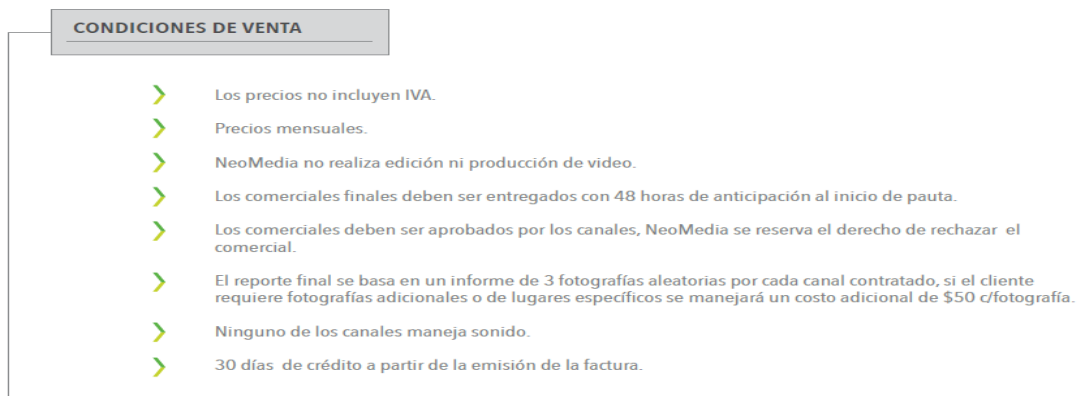 CONDICIONES DE VENTA
Los precios no incluyen IVA.
Precios mensuales.
NeoMedia no realiza edición ni producción de video.
Los comerciales finales deben ser entregados con 48 horas de anticipación al inicio de pauta.
Los comerciales deben ser aprobados por los canales, NeoMedia se reserva el derecho de rechazar el
comercial.
El reporte final se basa en un informe de 3 fotografías aleatorias por cada canal contratado, si el cliente
requiere fotografías adicionales o de lugares específicos se manejará un costo adicional de $50 c/fotografía.
Ninguno de los canales maneja sonido.
30 días de crédito a partir de la emisión de la factura.